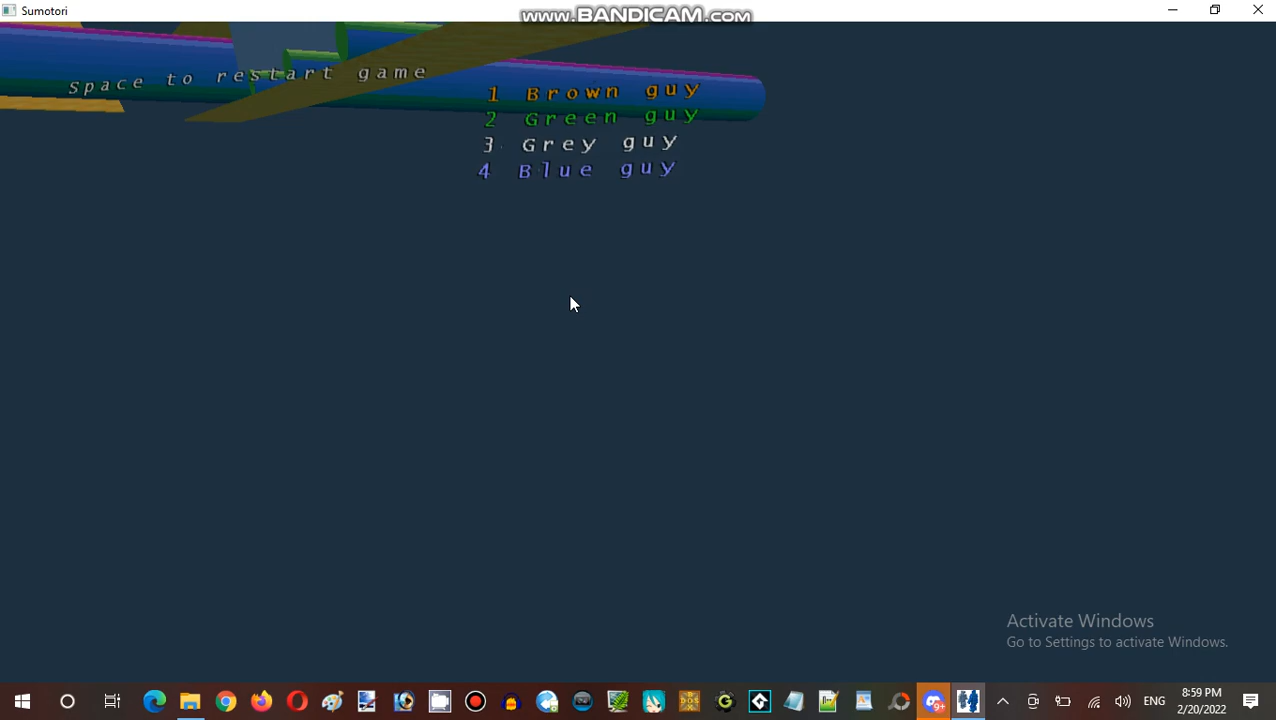 Sumotori
www.BANDICAM.com
Space to restart game
1 Brown guy
2 Green guy
3 Grey guy
4 Blue guy
Activate Windows
Go to Settings to activate Windows.
9+
ENG
8:59 PM
2/20/2022